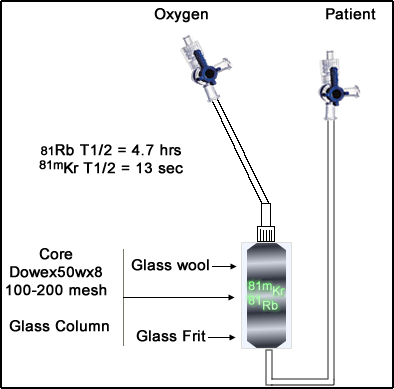 Oxygen
Patient
81Rb T1/2 = 4.7 hrs
81mKr T1/2 = 13 sec
Core
Dowex50wx8
100-200 mesh
Glass Column
Glass wool
81mKr
81Rb
Glass Frit